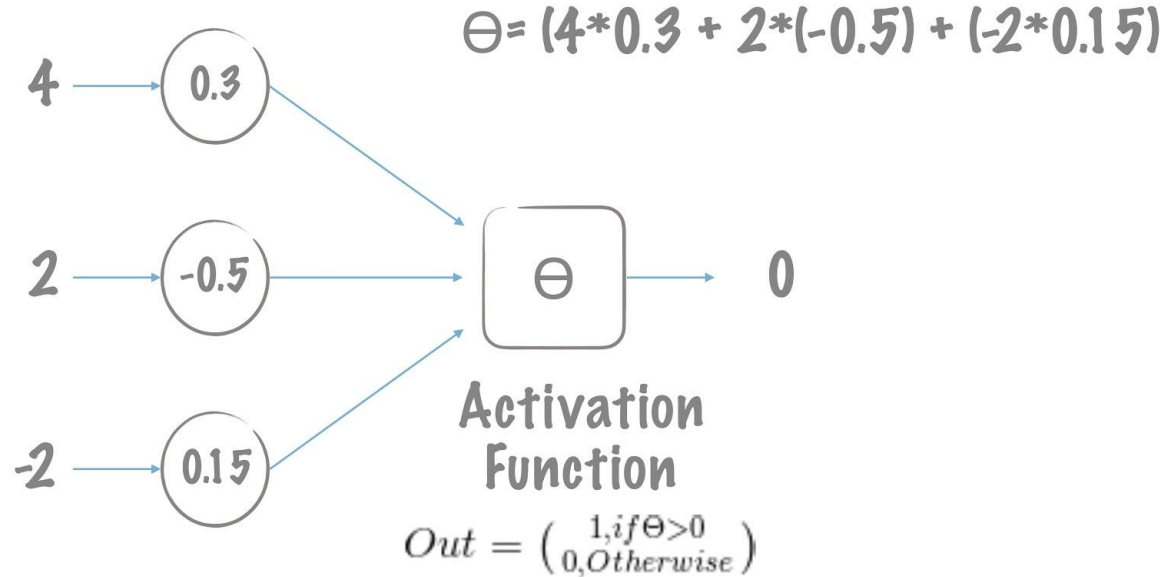 Θ= (4*0.3 + 2*(-0.5) + (-2*0.15)
4
0.3
2
-0.5
Θ
0
-2
0.15
Activation
Function
Out = ( 1,if Θ>0
0,Otherwise )